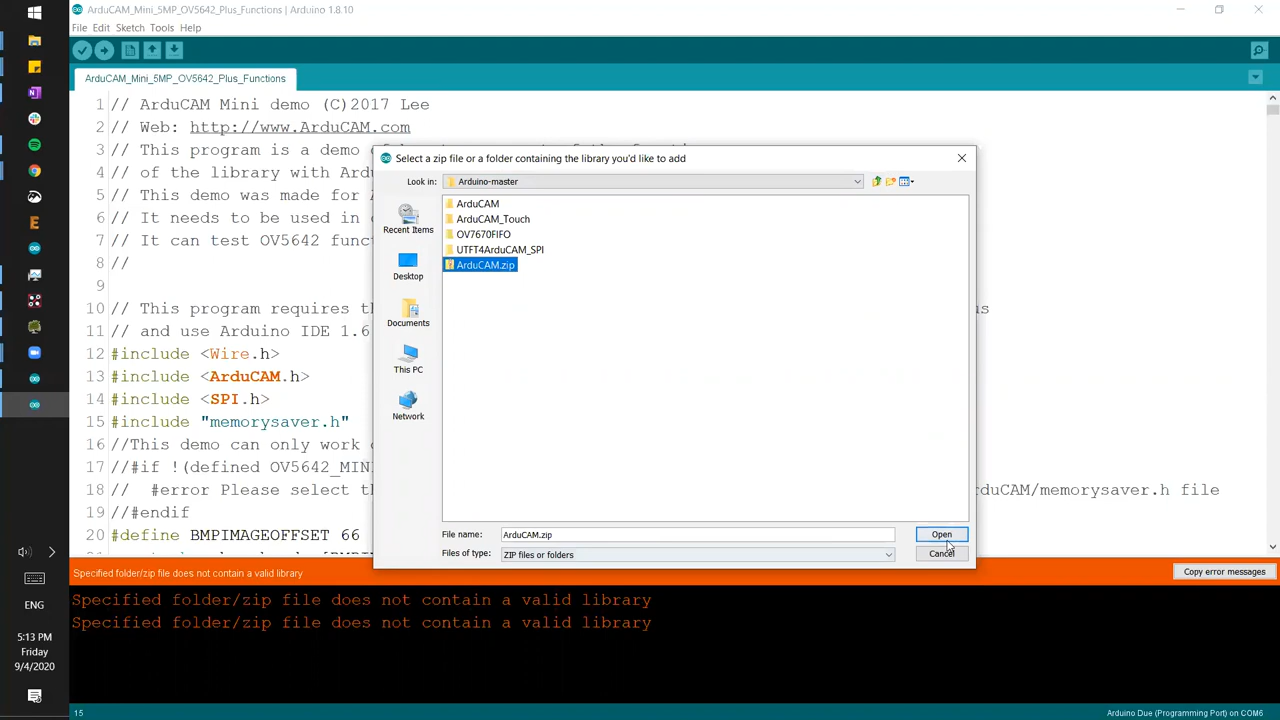 ArduCAM_Mini_5MP_OV5642_Plus_Functions | Arduino 1.8.10
File Edit Sketch Tools Help
ArduCAM_Mini_5MP_OV5642_Plus_Functions
1 // ArduCAM Mini demo (C)2017 Lee
2 // Web: http://www.ArduCAM.com
3 // This program is a demo
4 // of the library with Ardu
5 // This demo was made for A
6 // It needs to be used in
7 // It can test OV5642 func
8 //
9
10 // This program requires th
11 // and use Arduino IDE 1.6
12 #include <Wire.h>
13 #include <ArduCAM.h>
14 #include <SPI.h>
15 #include "memorysaver.h"
16 //This demo can only work
17 //#if !(defined OV5642_MINI
18 // #error Please select th rduCAM/memorysaver.h file
19 //#endif
20 #define BMPIMAGEOFFSET 66
Select a zip file or a folder containing the library you'd like to add
Look in: Arduino-master
Recent Items
Desktop
Documents
This PC
Network
ArduCAM
ArduCAM_Touch
OV7670FIFO
UTFT4ArduCAM_SPI
ArduCAM.zip
File name: ArduCAM.zip Open
Files of type: ZIP files or folders Cancel
Specified folder/zip file does not contain a valid library Copy error messages
Specified folder/zip file does not contain a valid library
Specified folder/zip file does not contain a valid library
15 Arduino Due (Programming Port) on COM6
ENG
5:13 PM
Friday
9/4/2020